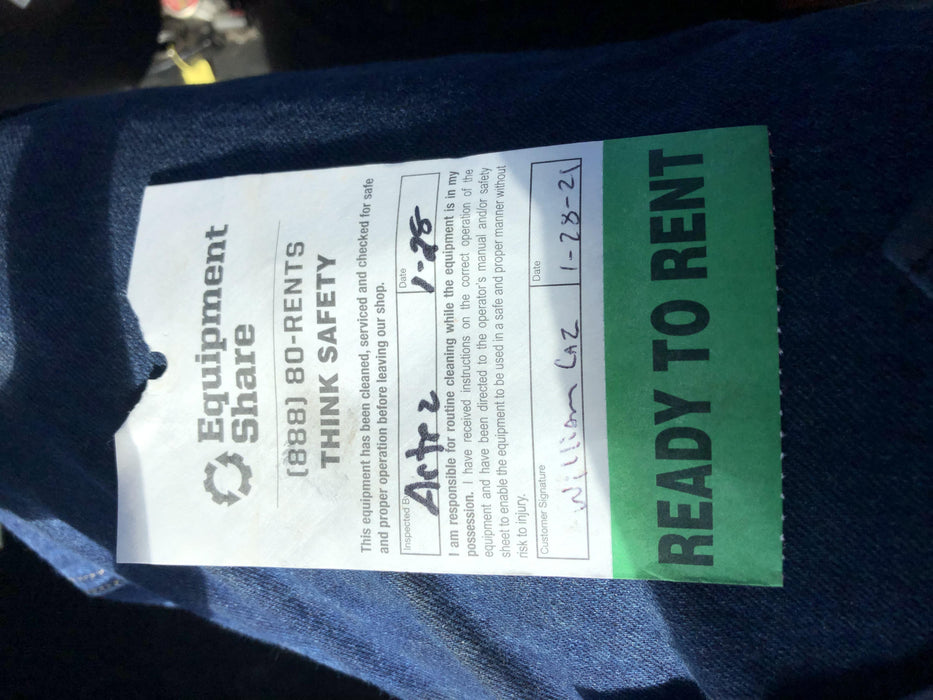 Equipment
Share
(888) 80-RENTS
THINK SAFETY
This equipment has been cleaned, serviced and checked for safe
and proper operation before leaving our shop.
Inspected By
Date
1-28
I am responsible for routine cleaning while the equipment is in my
possession. I have received instructions on the correct operation of the
equipment and have been directed to the operator's manual and/or safety
sheet to enable the equipment to be used in a safe and proper manner without
risk to injury.
Customer Signature
Date
William
1-28-21
READY TO RENT